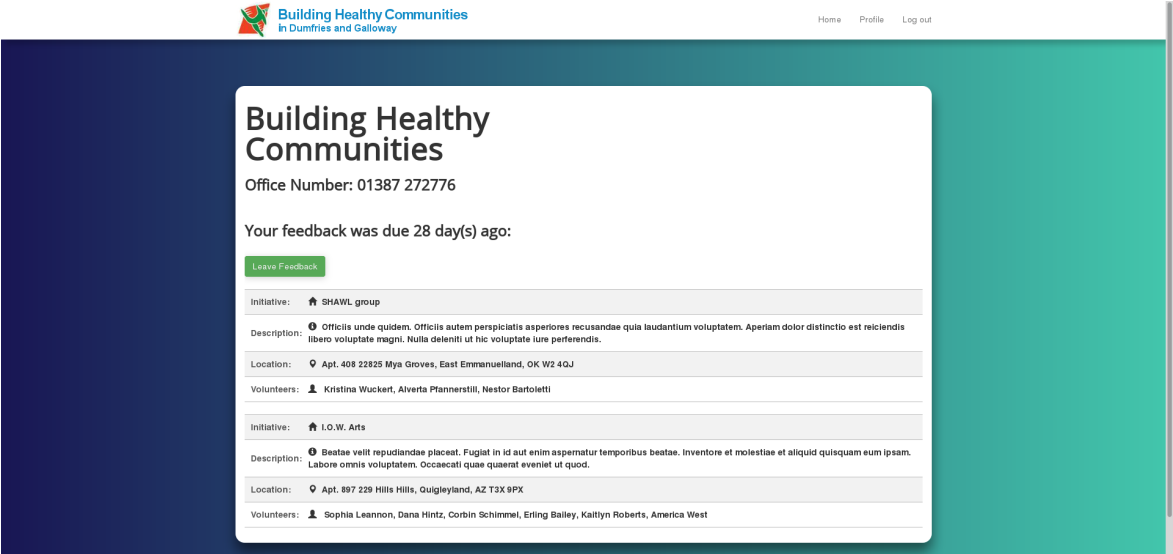 Building Healthy Communities
in Dumfries and Galloway
Home Profile Log out
Building Healthy
Communities
Office Number: 01387 272776
Your feedback was due 28 day(s) ago:
Leave Feedback
Initiative: SHAWL group
Description: Officiis unde quidem. Officiis autem perspiciatis asperiores recusandae quia laudantium voluptatem. Aperiam dolor distinctio est reiciendis
libero voluptate magni. Nulla deleniti ut hic voluptate iure perferendis.
Location: Apt. 408 22825 Mya Groves, East Emmanuelland, OK W2 4QJ
Volunteers: Kristina Wuckert, Alverta Pfannerstill, Nestor Bartoletti
Initiative: I.O.W. Arts
Description: Beatae velit repudiandae placeat. Fugiat in id aut enim aspernatur temporibus beatae. Inventore et molestiae et aliquid quisquam eum ipsam.
Labore omnis voluptatem. Occaecati quae quaerat eveniet ut quod.
Location: Apt. 897 229 Hills Hills, Quigleyland, AZ T3X 9PX
Volunteers: Sophia Leannon, Dana Hintz, Corbin Schimmel, Erling Bailey, Kaitlyn Roberts, America West